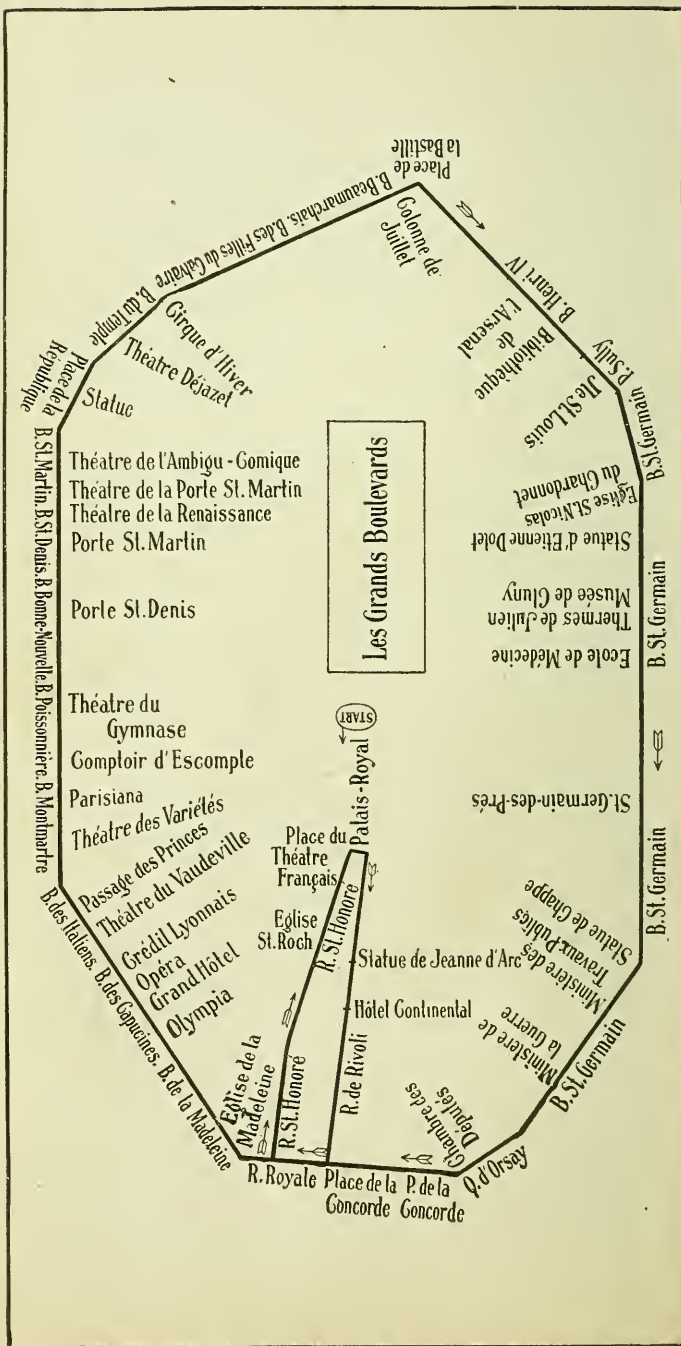 Place de
la Bastille
B. Beaumarchais. B. des Filles du Calvaire
B. du Temple
Place de la
République
B. St. Martin. B. St. Denis. B. Bonne-Nouvelle. B. Poissonnière. B. Montmartre
B. des Italiens. B. des Capucines. B. de la Madeleine
Colonne de
Juillet
Cirque d'Hiver
Théatre Déjazet
Statue
Théatre de l'Ambigu-Comique
Théatre de la Porte St. Martin
Théatre de la Renaissance
Porte St. Martin
Porte St. Denis
Théatre du
Gymnase
Comptoir d'Escomple
Parisiana
Théatre des Variétés
Passage des Princes
Théatre du Vaudeville
Crédil Lyonnais
Opéra
Grand Hôtel
Olympia
Eglise de la
Madeleine
Les Grands Boulevards
START
Palais-Royal
Place du
Théatre
Français
Eglise
St. Roch
R. St. Honoré
R. St. Honoré
Statue de Jeanne d'Arc
Hôtel Continental
R. de Rivoli
R. Royale
Place de la
Concorde
P. de la
Concorde
Q. d'Orsay
Chambre des
Députés
B. St. Germain
Ministère de
la Guerre
Ministère des
Travaux Publics
Statue de Chappe
B. St. Germain
St. Germain-des-Prés
Ecole de Médecine
Thermes de Julien
Musée de Cluny
B. St. Germain
Statue d'Etienne Dolet
Eglise St. Nicolas
du Chardonnet
B. St. Germain
P. Sully
Jle St. Louis
Bibliothèque
de
l'Arsenal
B. Henri IV